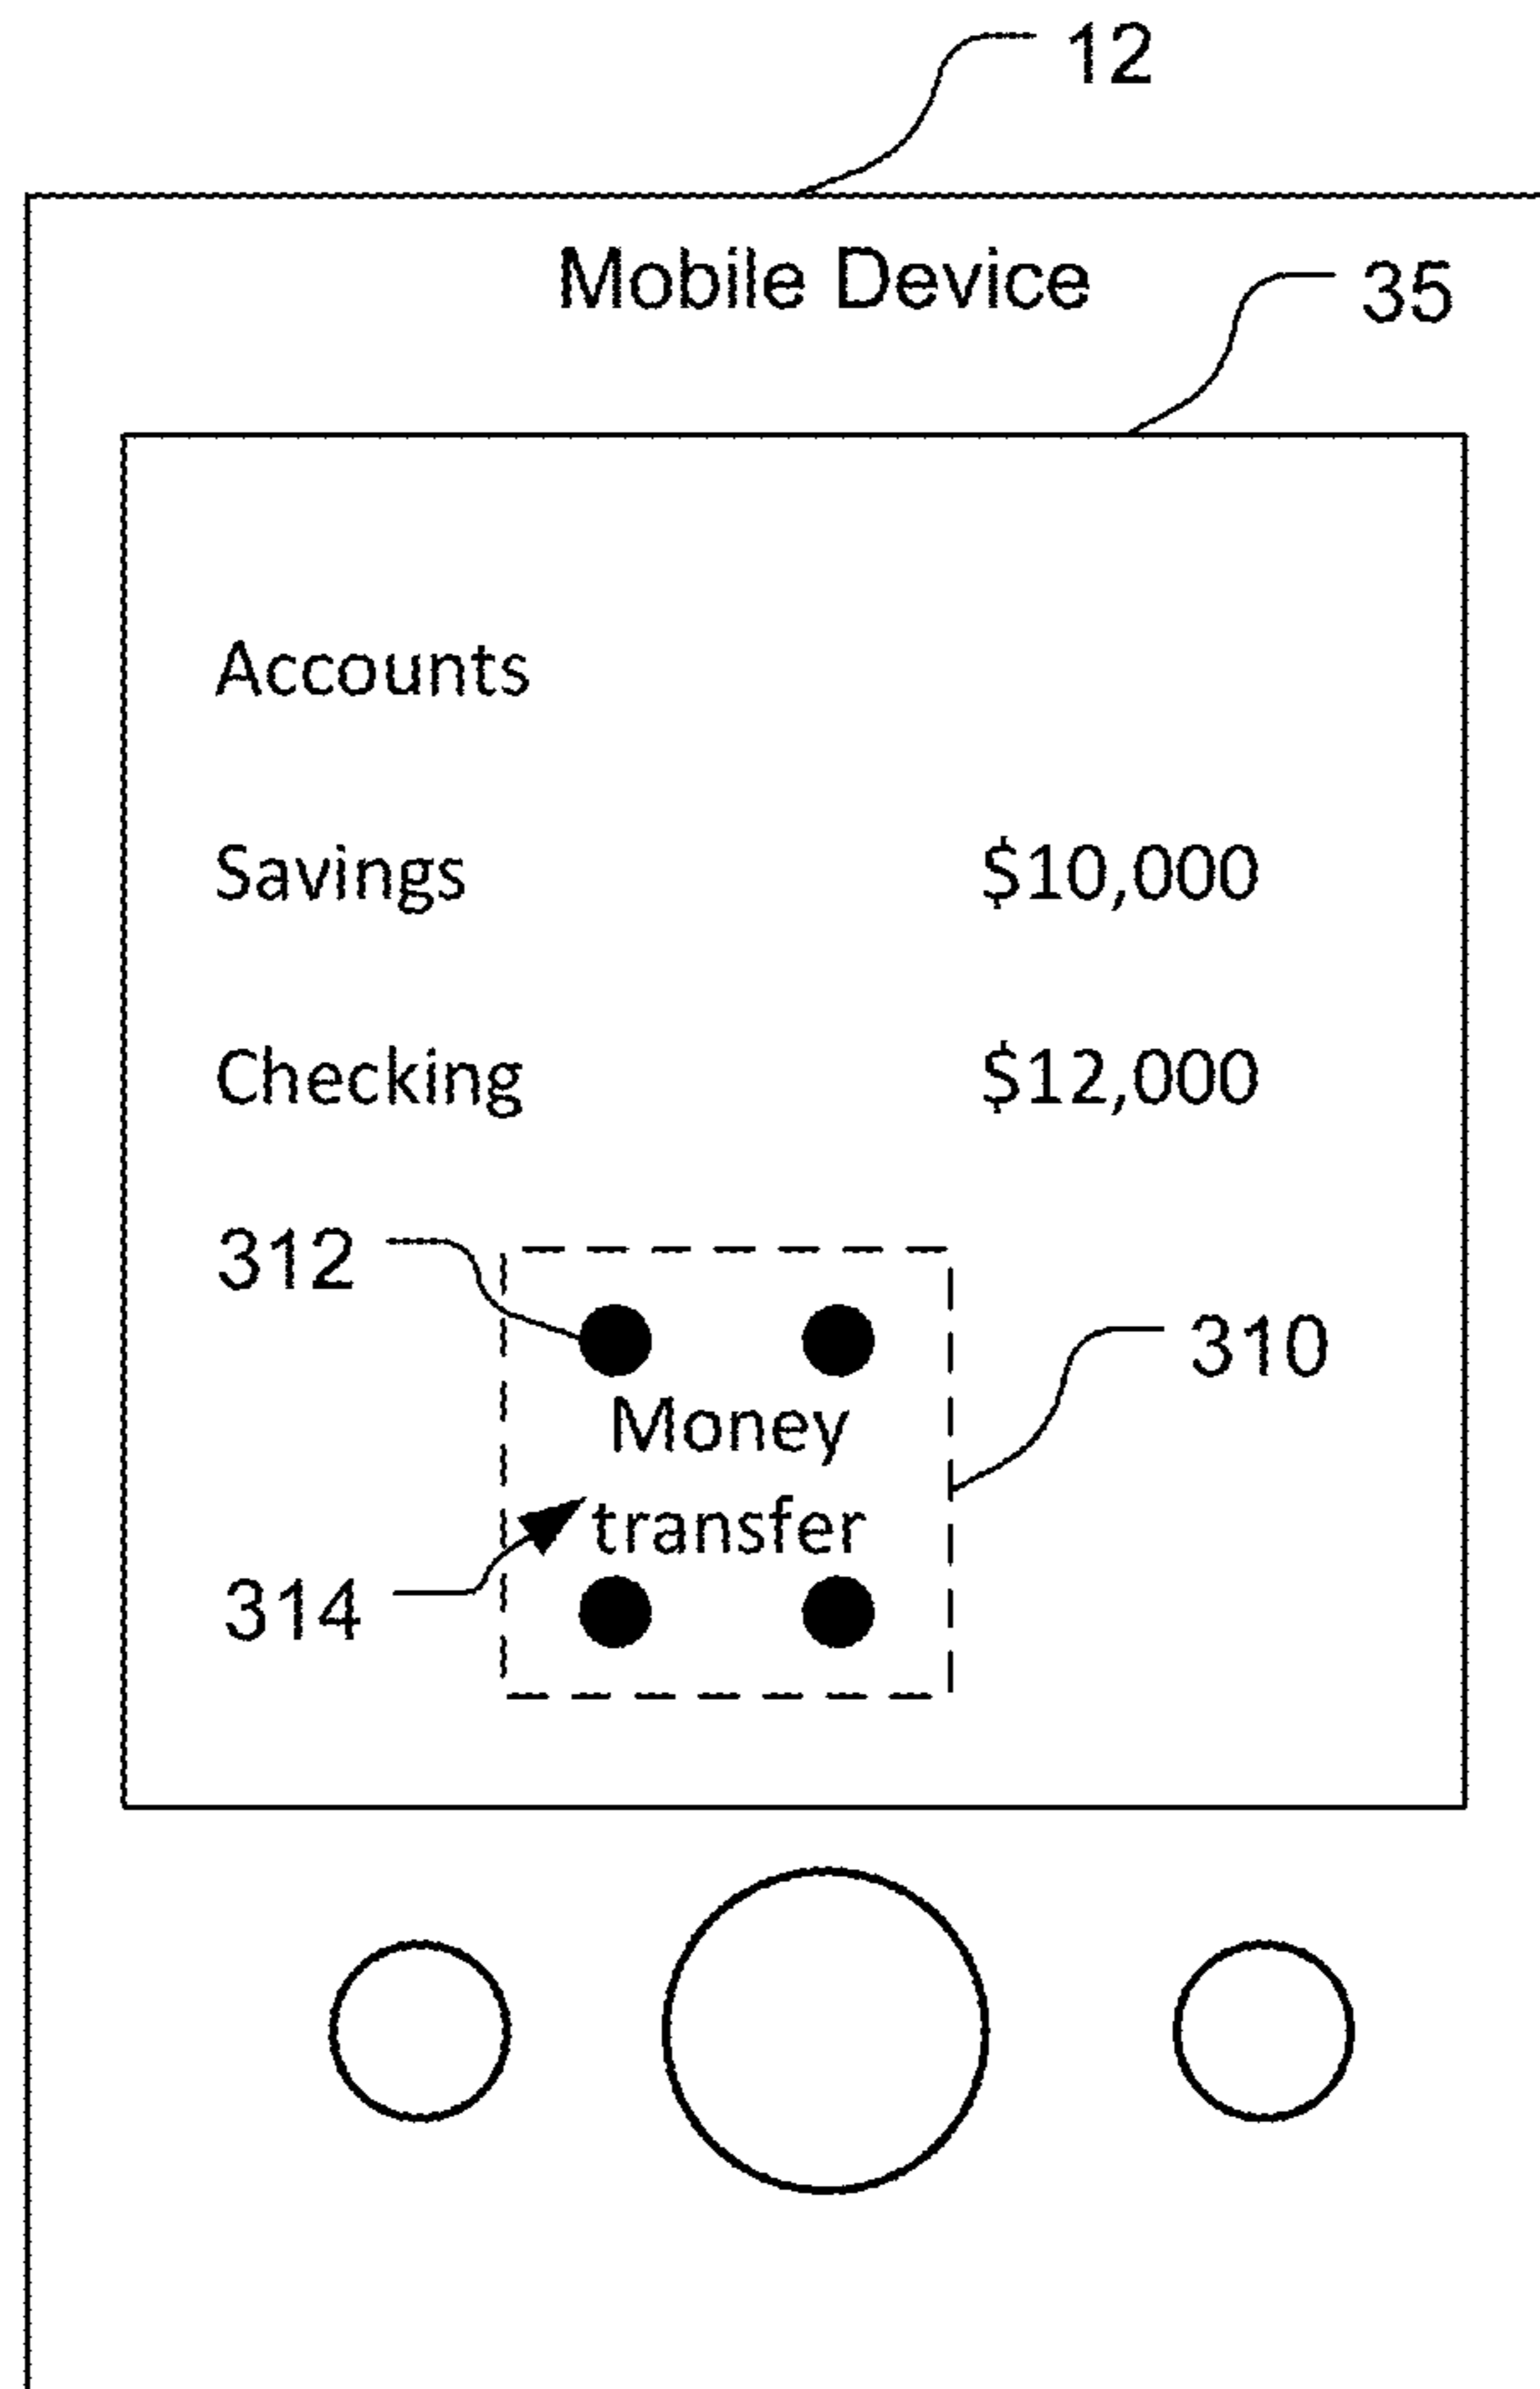 12
Mobile Device
35
Accounts
Savings $10,000
Checking $12,000
312
310
Money
transfer
314